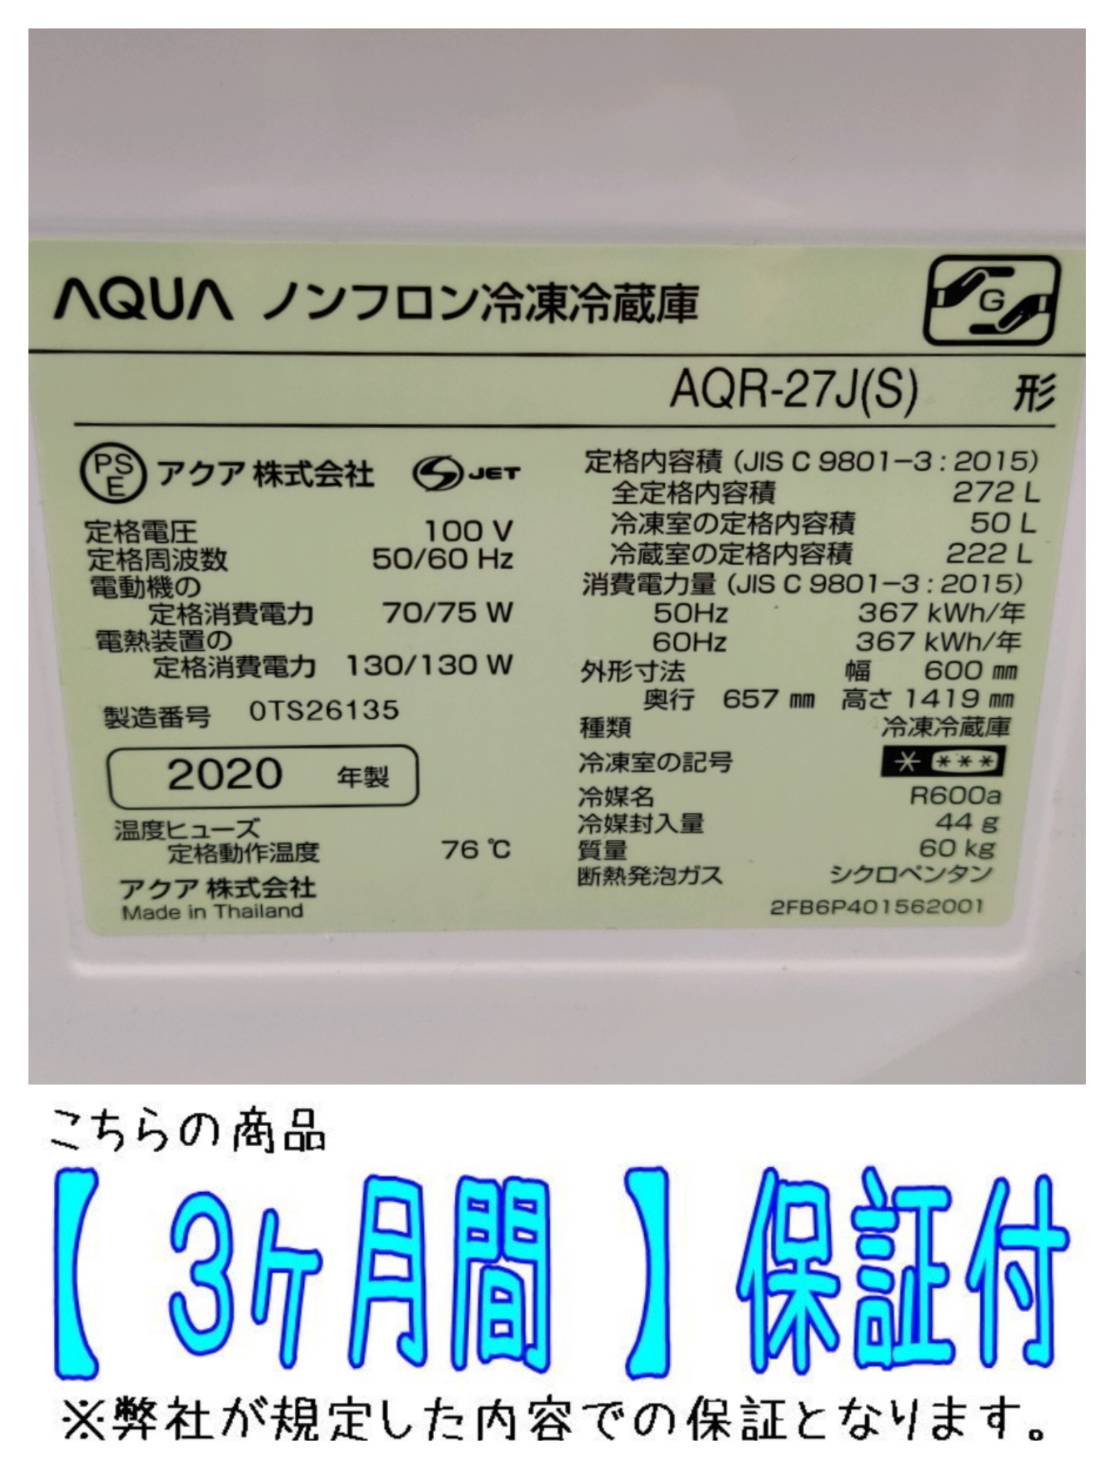 AQUA ノンフロン冷凍冷蔵庫
G
AQR-27J(S) 形
PSE アクア 株式会社 S JET
定格電圧 100 V
定格周波数 50/60 Hz
電動機の
定格消費電力 70/75 W
電熱装置の
定格消費電力 130/130 W
製造番号 0TS26135
2020 年製
温度ヒューズ
定格動作温度 76 ℃
アクア 株式会社
Made in Thailand
定格内容積 (JIS C 9801-3 : 2015)
全定格内容積 272 L
冷凍室の定格内容積 50 L
冷蔵室の定格内容積 222 L
消費電力量 (JIS C 9801-3 : 2015)
50Hz 367 kWh/年
60Hz 367 kWh/年
外形寸法 幅 600 ㎜
奥行 657 ㎜ 高さ 1419 ㎜
種類 冷凍冷蔵庫
冷凍室の記号 * ***
冷媒名 R600a
冷媒封入量 44 g
質量 60 kg
断熱発泡ガス シクロペンタン
2FB6P401562001
こちらの商品
【 3ヶ月間 】保証付
※弊社が規定した内容での保証となります。